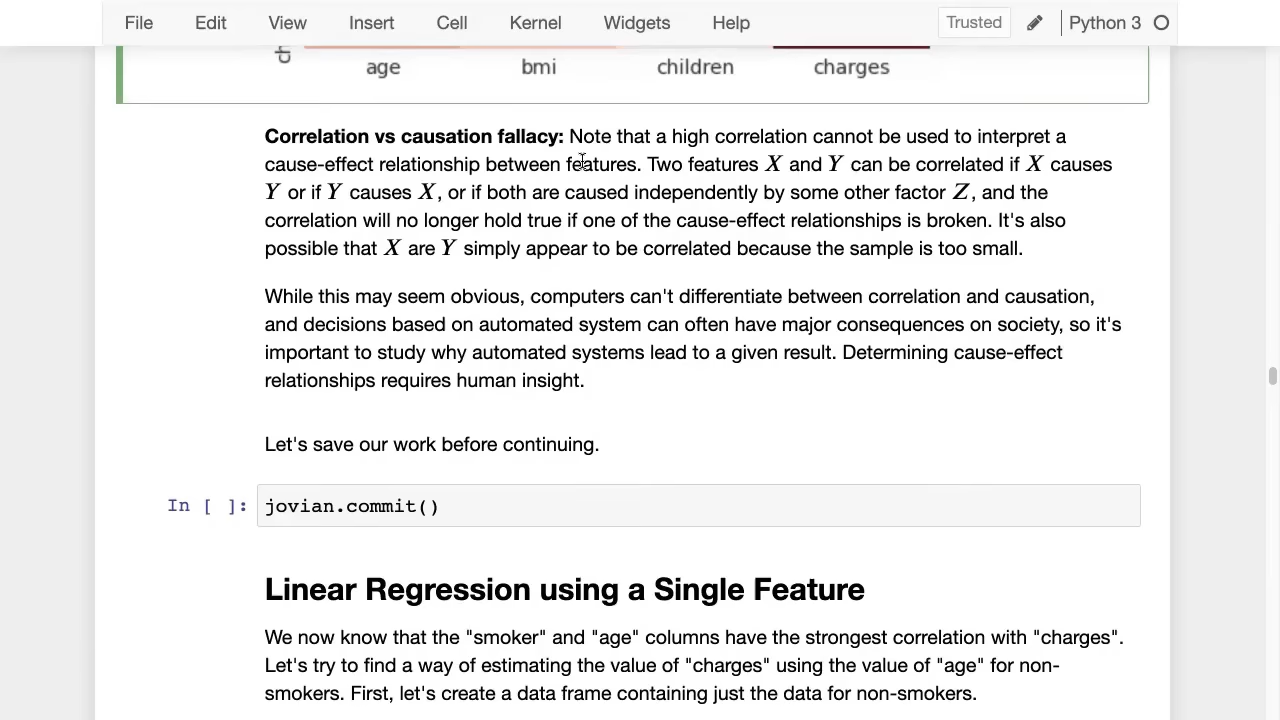 File Edit View Insert Cell Kernel Widgets Help Trusted Python 3
age bmi children charges
Correlation vs causation fallacy: Note that a high correlation cannot be used to interpret a
cause-effect relationship between features. Two features X and Y can be correlated if X causes
Y or if Y causes X, or if both are caused independently by some other factor Z, and the
correlation will no longer hold true if one of the cause-effect relationships is broken. It's also
possible that X are Y simply appear to be correlated because the sample is too small.
While this may seem obvious, computers can't differentiate between correlation and causation,
and decisions based on automated system can often have major consequences on society, so it's
important to study why automated systems lead to a given result. Determining cause-effect
relationships requires human insight.
Let's save our work before continuing.
In [ ]: jovian.commit()
Linear Regression using a Single Feature
We now know that the "smoker" and "age" columns have the strongest correlation with "charges".
Let's try to find a way of estimating the value of "charges" using the value of "age" for non-
smokers. First, let's create a data frame containing just the data for non-smokers.